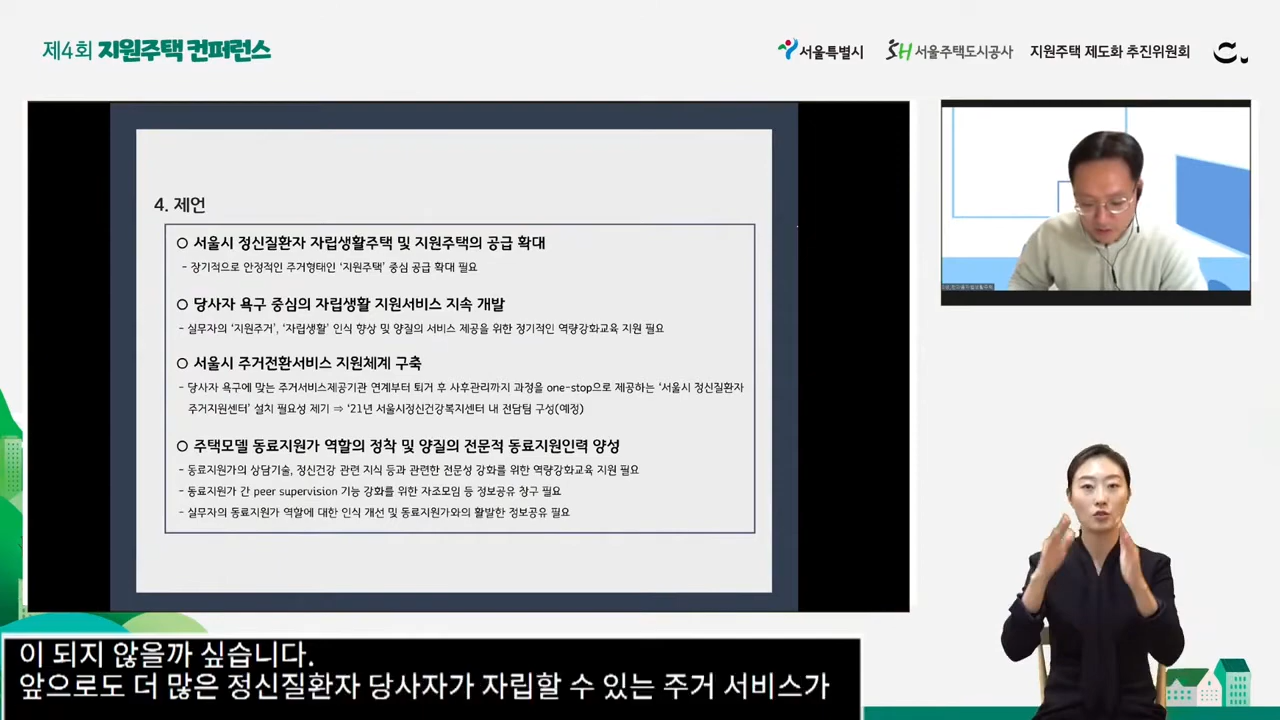 제4회 지원주택 컨퍼런스
서울특별시
SH 서울주택도시공사
지원주택 제도화 추진위원회
4. 제언
○ 서울시 정신질환자 자립생활주택 및 지원주택의 공급 확대
- 장기적으로 안정적인 주거형태인 '지원주택' 중심 공급 확대 필요
○ 당사자 욕구 중심의 자립생활 지원서비스 지속 개발
- 실무자의 '지원주거', '자립생활' 인식 향상 및 양질의 서비스 제공을 위한 정기적인 역량강화교육 지원 필요
○ 서울시 주거전환서비스 지원체계 구축
- 당사자 욕구에 맞는 주거서비스제공기관 연계부터 퇴거 후 사후관리까지 과정을 one-stop으로 제공하는 '서울시 정신질환자
주거지원센터' 설치 필요성 제기 ⇒ '21년 서울시정신건강복지센터 내 전담팀 구성(예정)
○ 주택모델 동료지원가 역할의 정착 및 양질의 전문적 동료지원인력 양성
- 동료지원가의 상담기술, 정신건강 관련 지식 등과 관련한 전문성 강화를 위한 역량강화교육 지원 필요
- 동료지원가 간 peer supervision 기능 강화를 위한 자조모임 등 정보공유 창구 필요
- 실무자의 동료지원가 역할에 대한 인식 개선 및 동료지원가와의 활발한 정보공유 필요
이 되지 않을까 싶습니다.
앞으로도 더 많은 정신질환자 당사자가 자립할 수 있는 주거 서비스가